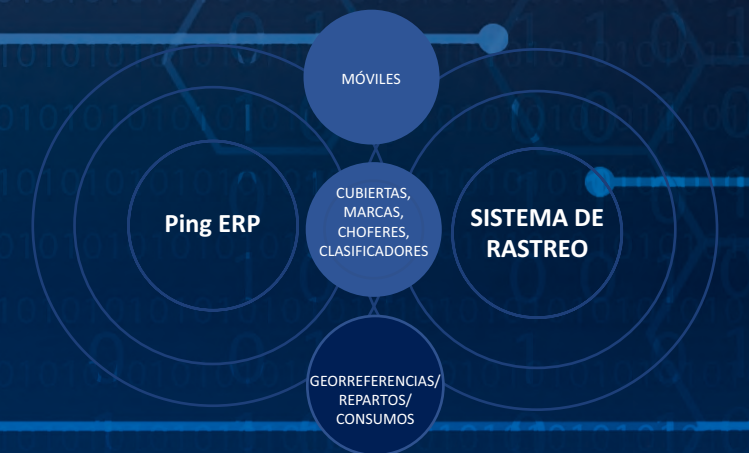 MÓVILES
Ping ERP
CUBIERTAS,
MARCAS,
CHOFERES,
CLASIFICADORES
SISTEMA DE
RASTREO
GEORREFERENCIAS/
REPARTOS/
CONSUMOS